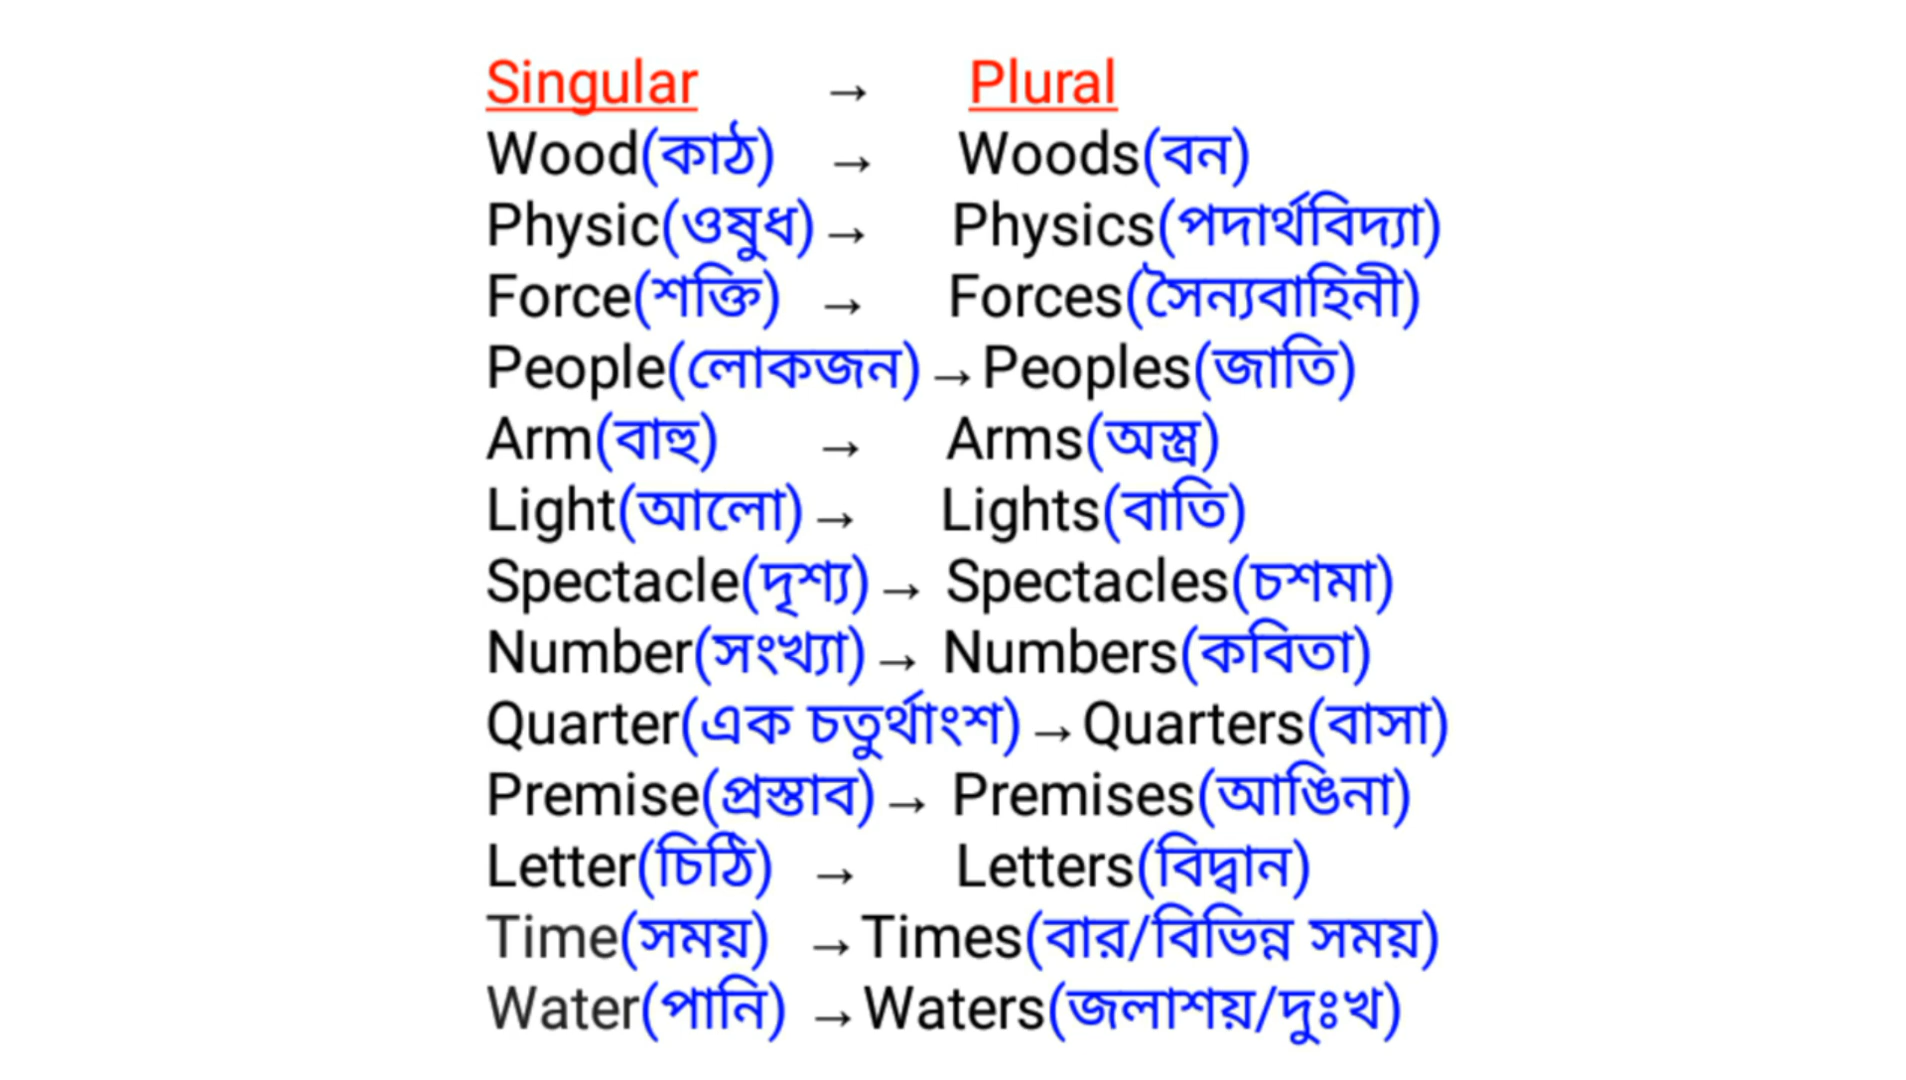 Singular → Plural
Wood(কাঠ) → Woods(বন)
Physic(ওষুধ) → Physics(পদার্থবিদ্যা)
Force(শক্তি) → Forces(সৈন্যবাহিনী)
People(লোকজন) → Peoples(জাতি)
Arm(বাহু) → Arms(অস্ত্র)
Light(আলো) → Lights(বাতি)
Spectacle(দৃশ্য) → Spectacles(চশমা)
Number(সংখ্যা) → Numbers(কবিতা)
Quarter(এক চতুর্থাংশ) → Quarters(বাসা)
Premise(প্রস্তাব) → Premises(আঙিনা)
Letter(চিঠি) → Letters(বিদ্বান)
Time(সময়) → Times(বার/বিভিন্ন সময়)
Water(পানি) → Waters(জলাশয়/দুঃখ)